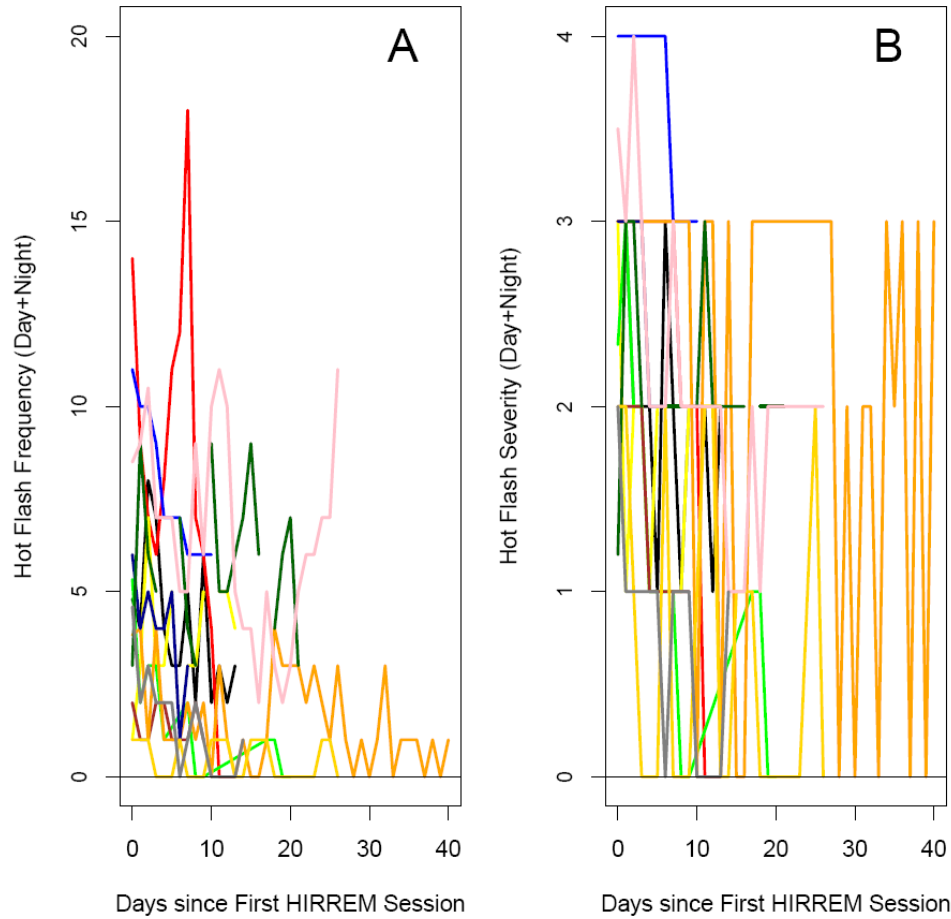 A
B
20
15
10
5
0
Hot Flash Frequency (Day+Night)
0 10 20 30 40
Days since First HIRREM Session
4
3
2
1
0
Hot Flash Severity (Day+Night)
0 10 20 30 40
Days since First HIRREM Session